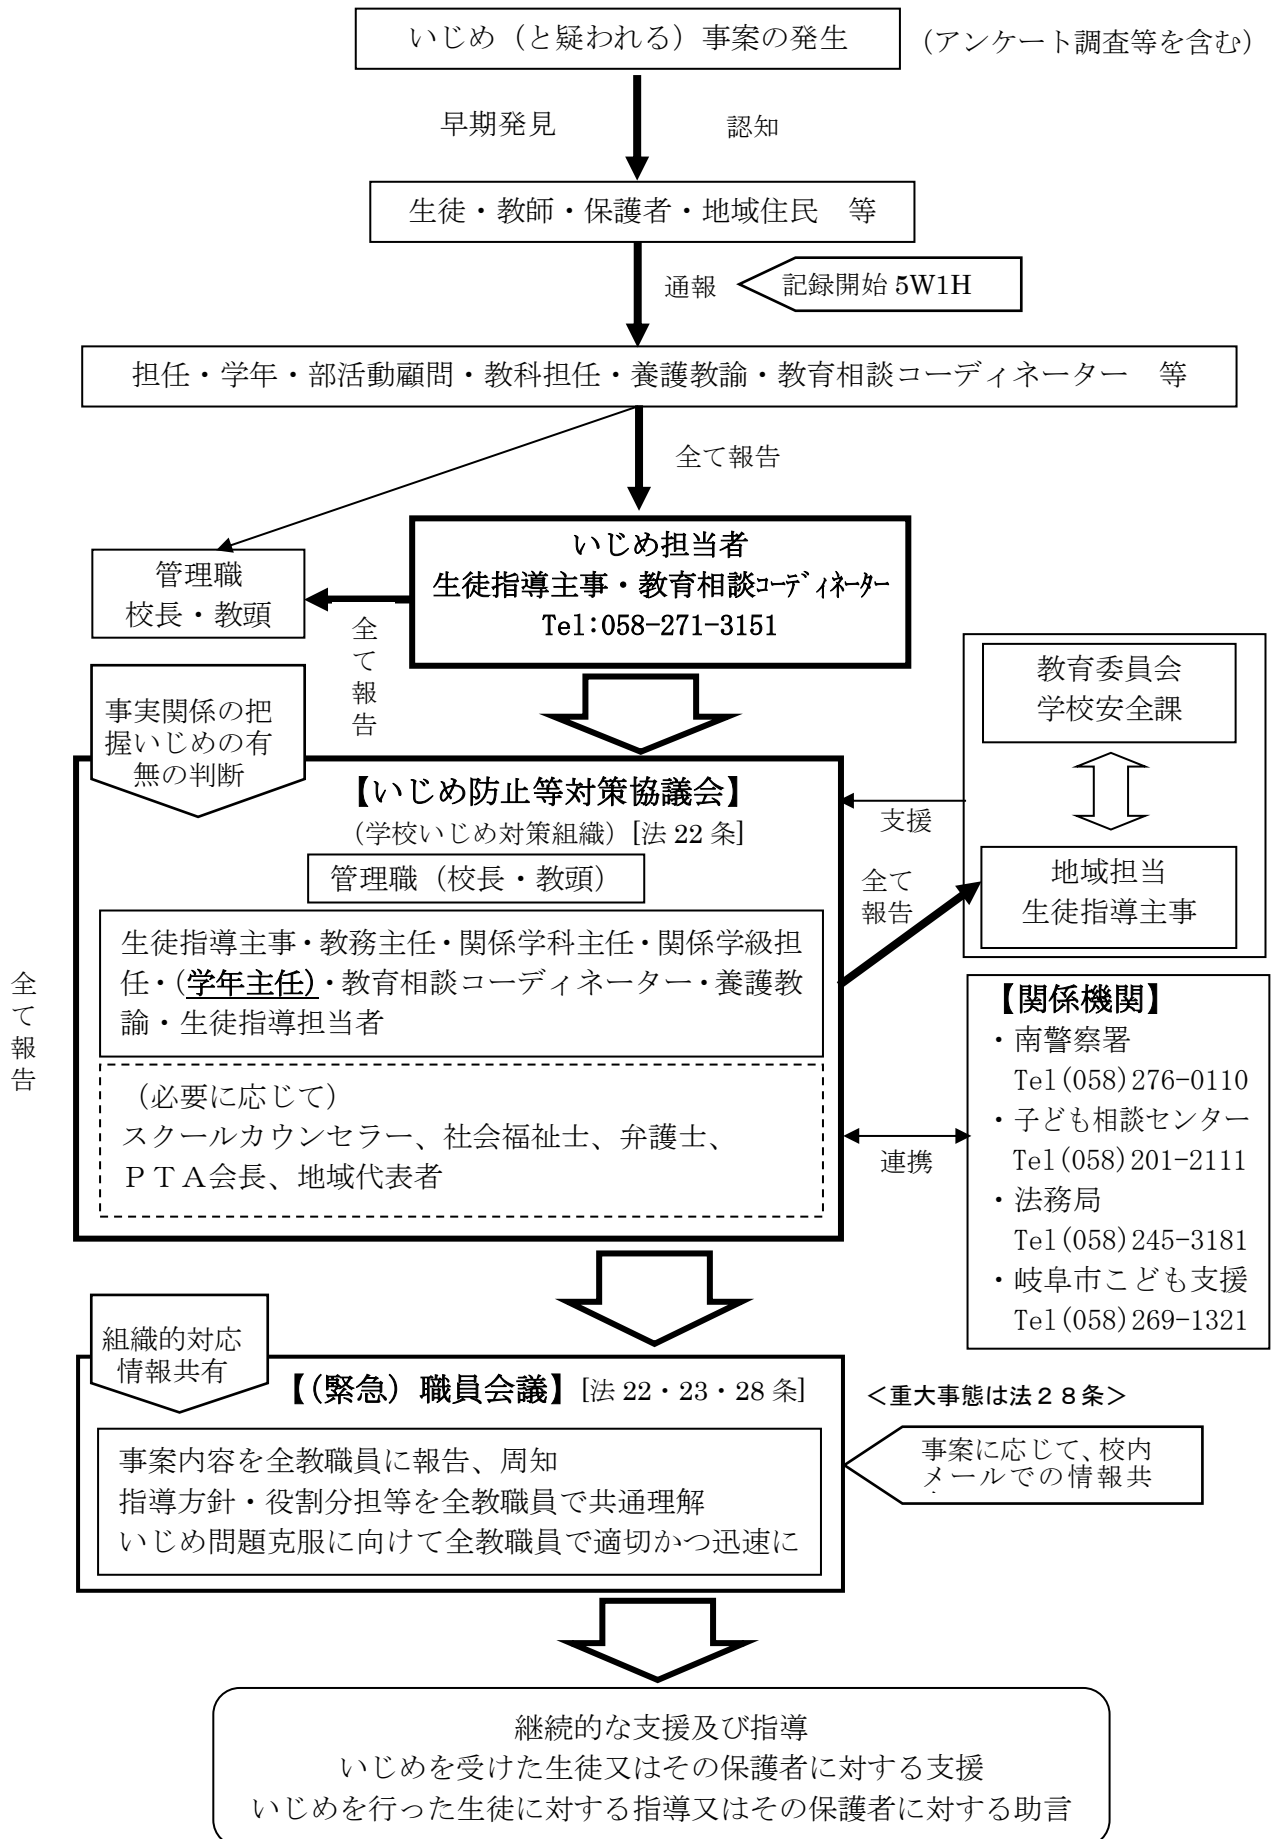 いじめ（と疑われる）事案の発生
（アンケート調査等を含む）
早期発見
認知
生徒・教師・保護者・地域住民　等
通報
記録開始 5W1H
担任・学年・部活動顧問・教科担任・養護教諭・教育相談コーディネーター　等
全て報告
いじめ担当者
生徒指導主事・教育相談ｺｰﾃﾞｨﾈｰﾀｰ
Tel:058-271-3151
管理職
校長・教頭
全て報告
教育委員会
学校安全課
地域担当
生徒指導主事
支援
全て
報告
事実関係の把
握いじめの有
無の判断
【いじめ防止等対策協議会】
（学校いじめ対策組織）[法 22 条]
管理職（校長・教頭）
生徒指導主事・教務主任・関係学科主任・関係学級担
任・(学年主任)・教育相談コーディネーター・養護教
諭・生徒指導担当者
（必要に応じて）
スクールカウンセラー、社会福祉士、弁護士、
ＰＴＡ会長、地域代表者
全て報告
連携
【関係機関】
・南警察署
Tel(058)276-0110
・子ども相談センター
Tel(058)201-2111
・法務局
Tel(058)245-3181
・岐阜市こども支援
Tel(058)269-1321
組織的対応
情報共有
【（緊急）職員会議】[法 22・23・28 条]
＜重大事態は法２８条＞
事案に応じて、校内
メールでの情報共
事案内容を全教職員に報告、周知
指導方針・役割分担等を全教職員で共通理解
いじめ問題克服に向けて全教職員で適切かつ迅速に
継続的な支援及び指導
いじめを受けた生徒又はその保護者に対する支援
いじめを行った生徒に対する指導又はその保護者に対する助言